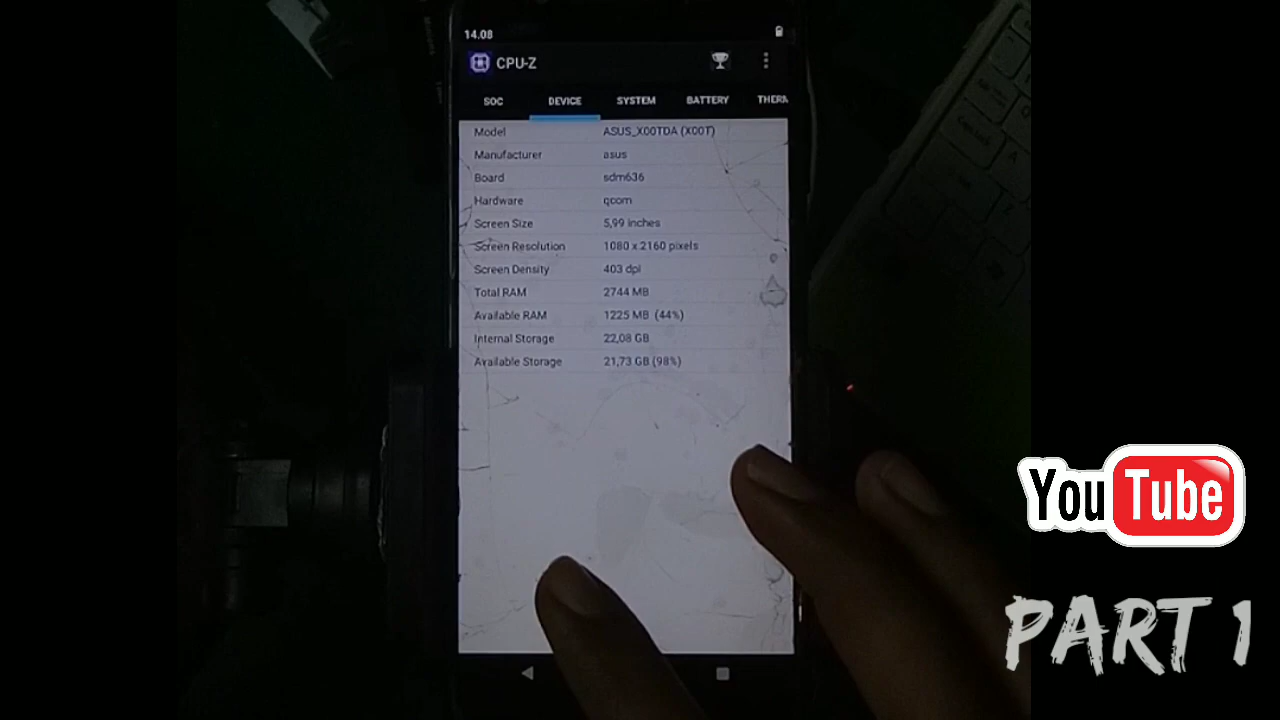 14.08
CPU-Z
SOC DEVICE SYSTEM BATTERY THERM
Model ASUS_X00TDA (X00T)
Manufacturer asus
Board sdm636
Hardware qcom
Screen Size 5,99 inches
Screen Resolution 1080 x 2160 pixels
Screen Density 403 dpi
Total RAM 2744 MB
Available RAM 1225 MB (44%)
Internal Storage 22,08 GB
Available Storage 21,73 GB (98%)
YouTube
PART 1